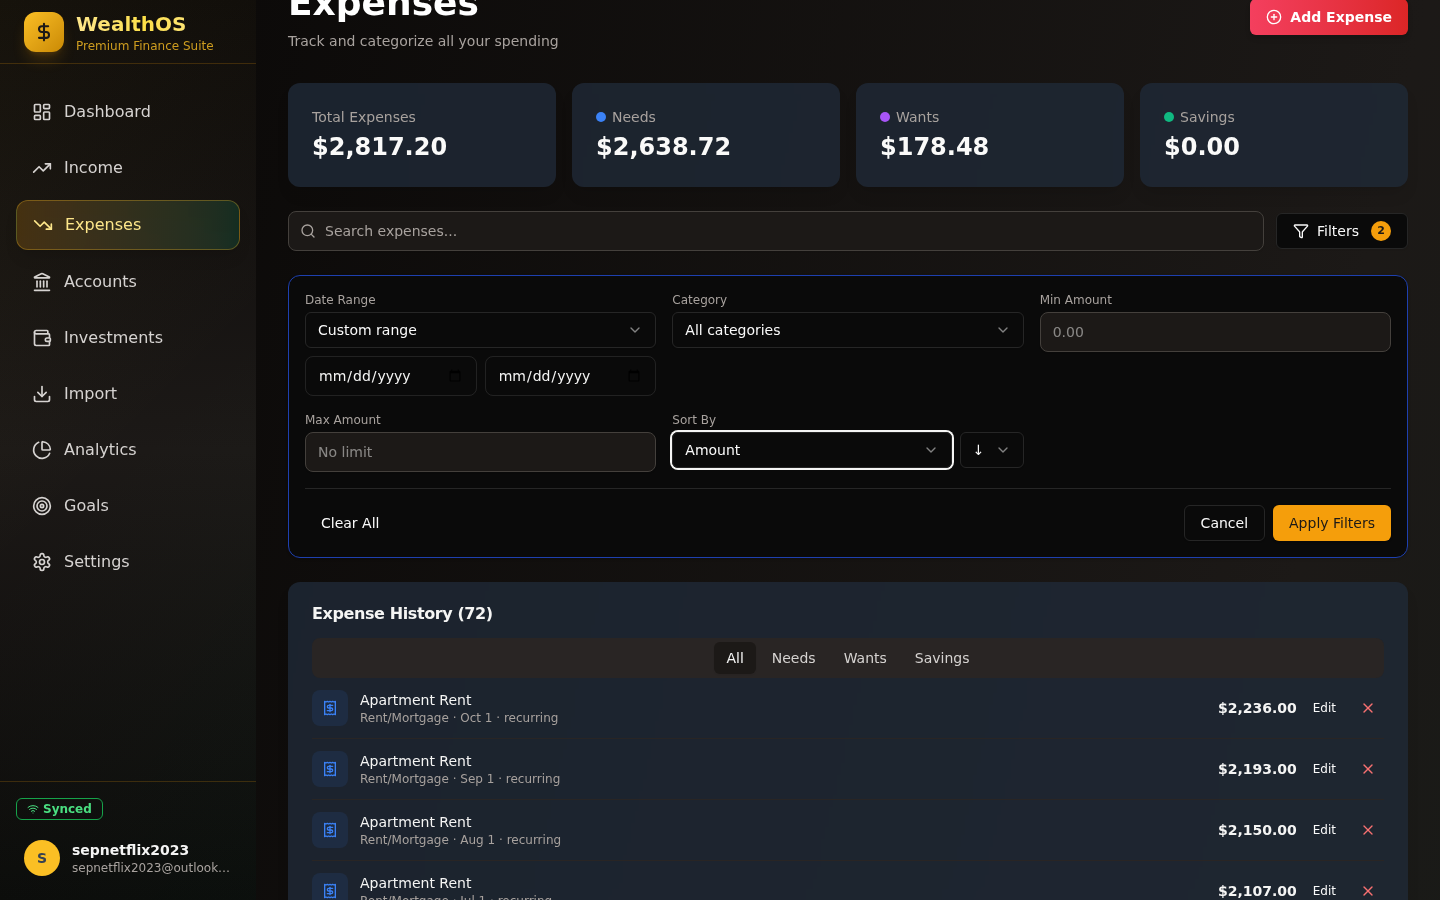 WealthOS
Premium Finance Suite
Dashboard
Income
Expenses
Accounts
Investments
Import
Analytics
Goals
Settings
Synced
S
sepnetflix2023
sepnetflix2023@outlook...
Expenses
Track and categorize all your spending
Add Expense
Total Expenses
$2,817.20
Needs
$2,638.72
Wants
$178.48
Savings
$0.00
Search expenses...
Filters 2
Date Range
Custom range
mm/dd/yyyy mm/dd/yyyy
Category
All categories
Min Amount
0.00
Max Amount
No limit
Sort By
Amount ↓
Clear All
Cancel
Apply Filters
Expense History (72)
All Needs Wants Savings
Apartment Rent
Rent/Mortgage · Oct 1 · recurring
$2,236.00 Edit
Apartment Rent
Rent/Mortgage · Sep 1 · recurring
$2,193.00 Edit
Apartment Rent
Rent/Mortgage · Aug 1 · recurring
$2,150.00 Edit
Apartment Rent
Rent/Mortgage · Jul 1 · recurring
$2,107.00 Edit